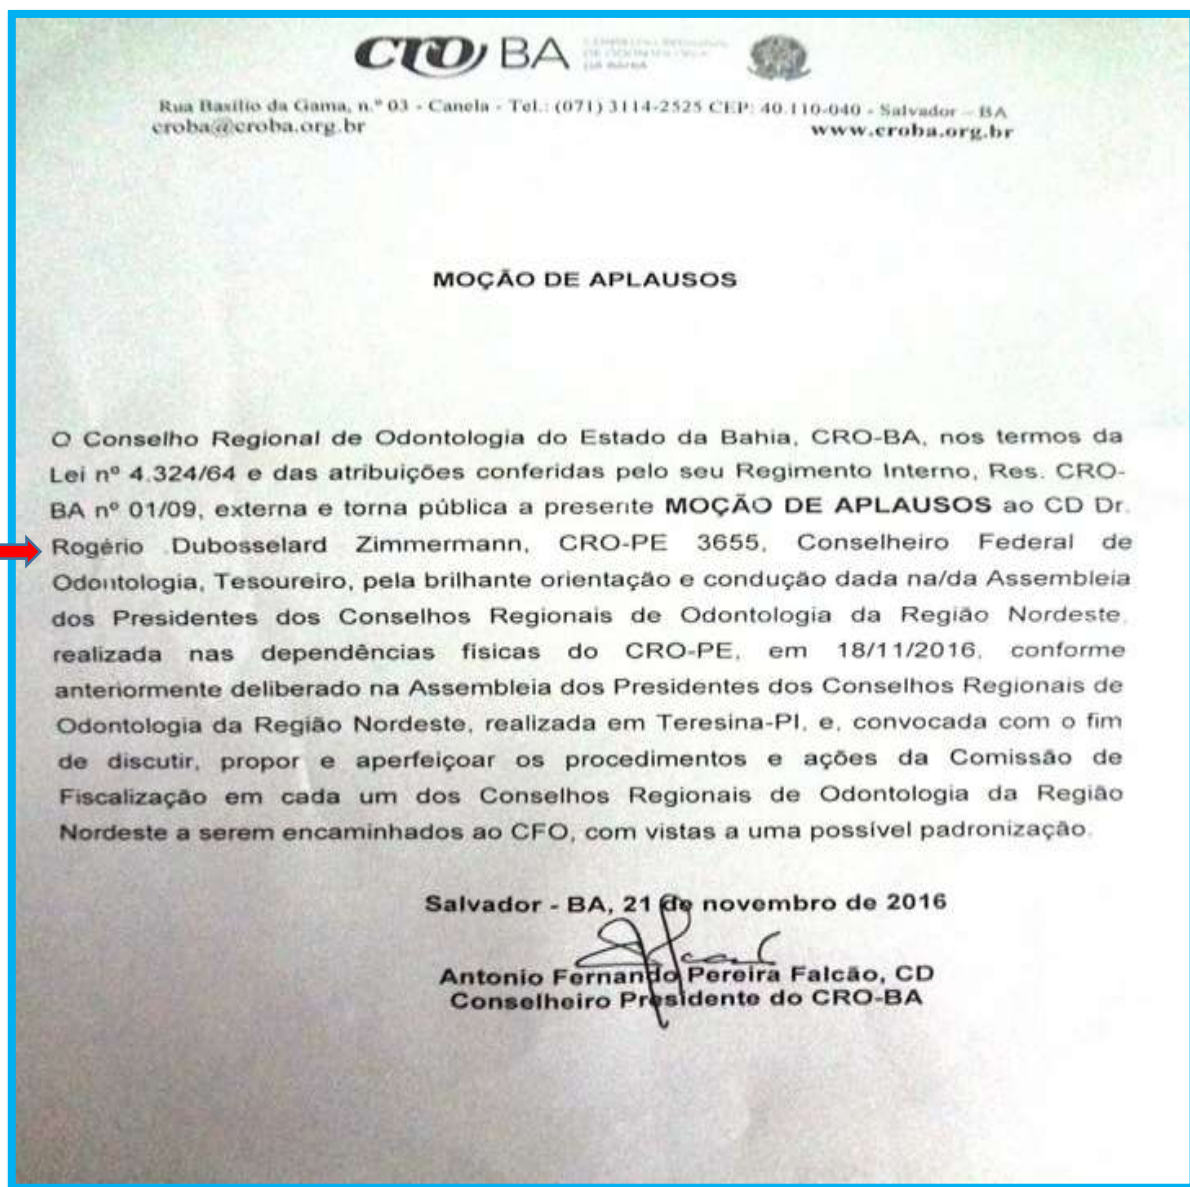 cro BA CONSELHO REGIONAL
DE ODONTOLOGIA
DA BAHIA
Rua Basílio da Gama, n.º 03 - Canela - Tel.: (071) 3114-2525 CEP: 40.110-040 - Salvador – BA
croba@croba.org.br www.croba.org.br
MOÇÃO DE APLAUSOS
O Conselho Regional de Odontologia do Estado da Bahia, CRO-BA, nos termos da
Lei nº 4.324/64 e das atribuições conferidas pelo seu Regimento Interno, Res. CRO-
BA nº 01/09, externa e torna pública a presente MOÇÃO DE APLAUSOS ao CD Dr.
Rogério Dubosselard Zimmermann, CRO-PE 3655, Conselheiro Federal de
Odontologia, Tesoureiro, pela brilhante orientação e condução dada na/da Assembleia
dos Presidentes dos Conselhos Regionais de Odontologia da Região Nordeste,
realizada nas dependências físicas do CRO-PE, em 18/11/2016, conforme
anteriormente deliberado na Assembleia dos Presidentes dos Conselhos Regionais de
Odontologia da Região Nordeste, realizada em Teresina-PI, e, convocada com o fim
de discutir, propor e aperfeiçoar os procedimentos e ações da Comissão de
Fiscalização em cada um dos Conselhos Regionais de Odontologia da Região
Nordeste a serem encaminhados ao CFO, com vistas a uma possível padronização.
Salvador - BA, 21 de novembro de 2016
Antonio Fernando Pereira Falcão, CD
Conselheiro Presidente do CRO-BA